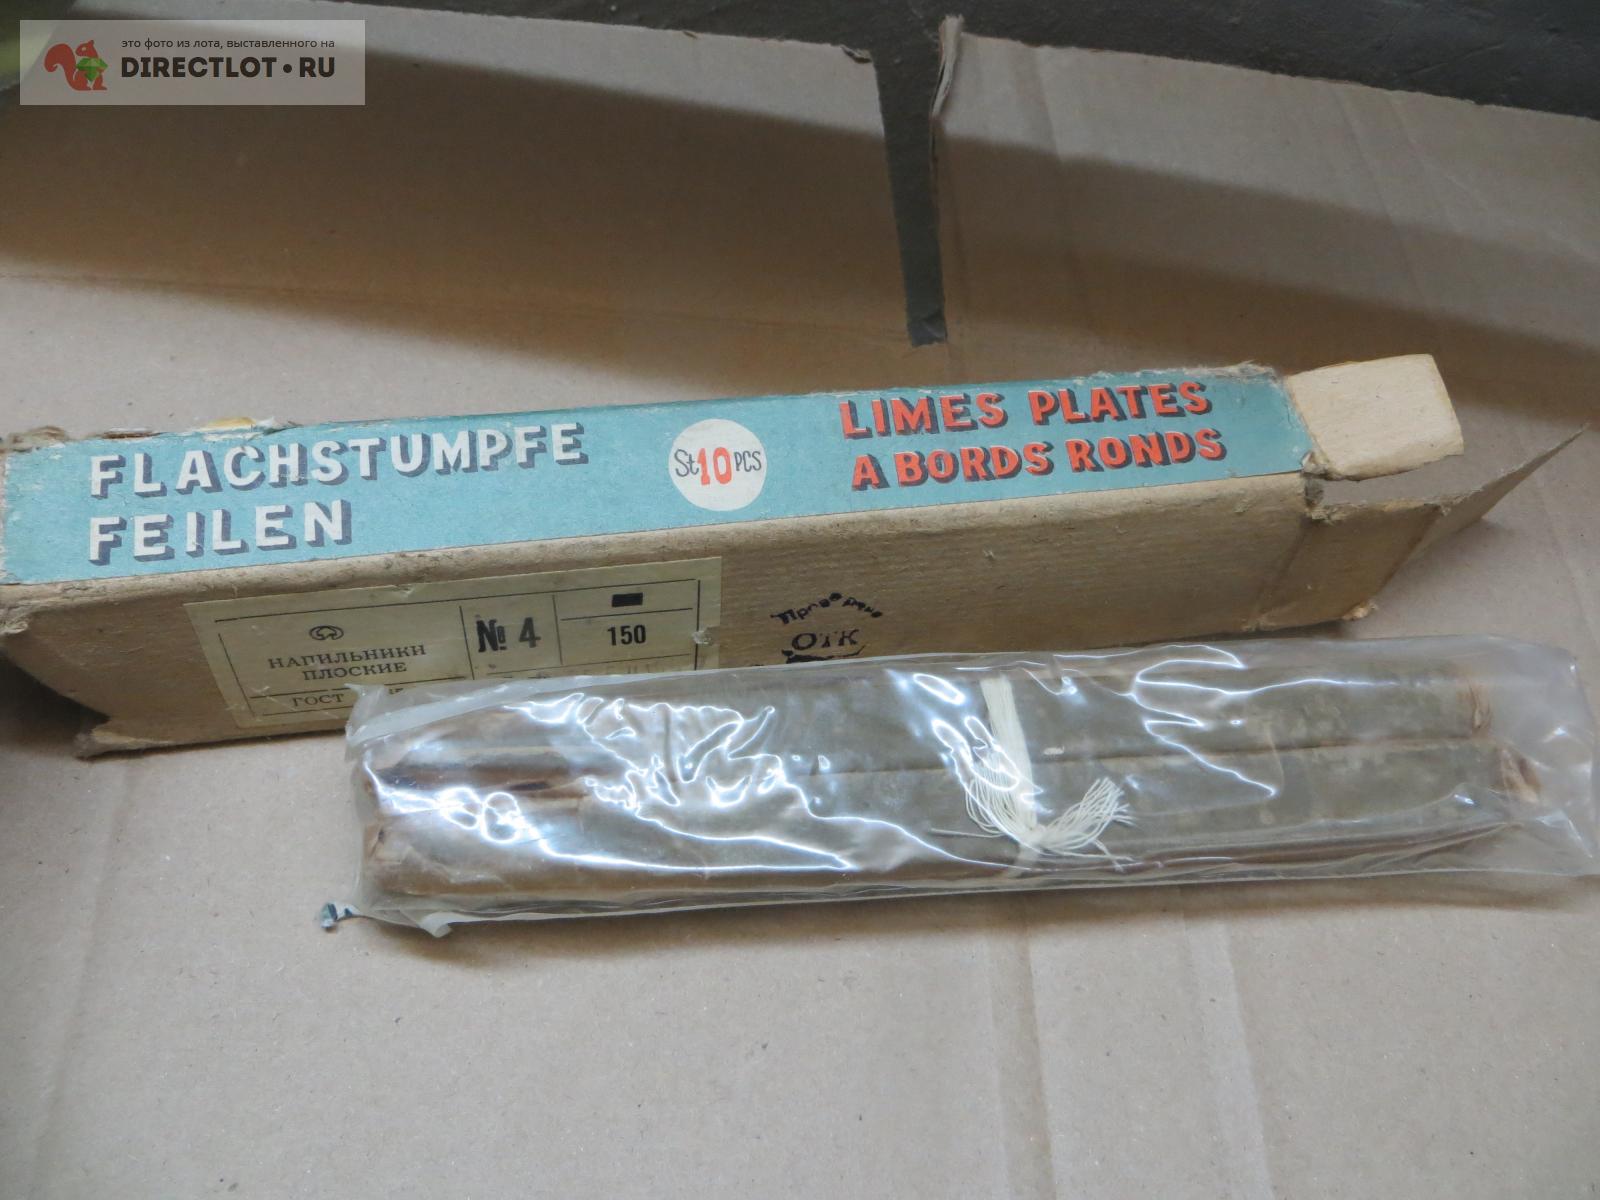 это фото из лота, выставленного на
DIRECTLOT•RU
FLACHSTUMPFE
FEILEN
St 10 PCS
LIMES PLATES
A BORDS RONDS
НАПИЛЬНИКИ
ПЛОСКИЕ
ГОСТ
№ 4
150
Проверено
ОТК